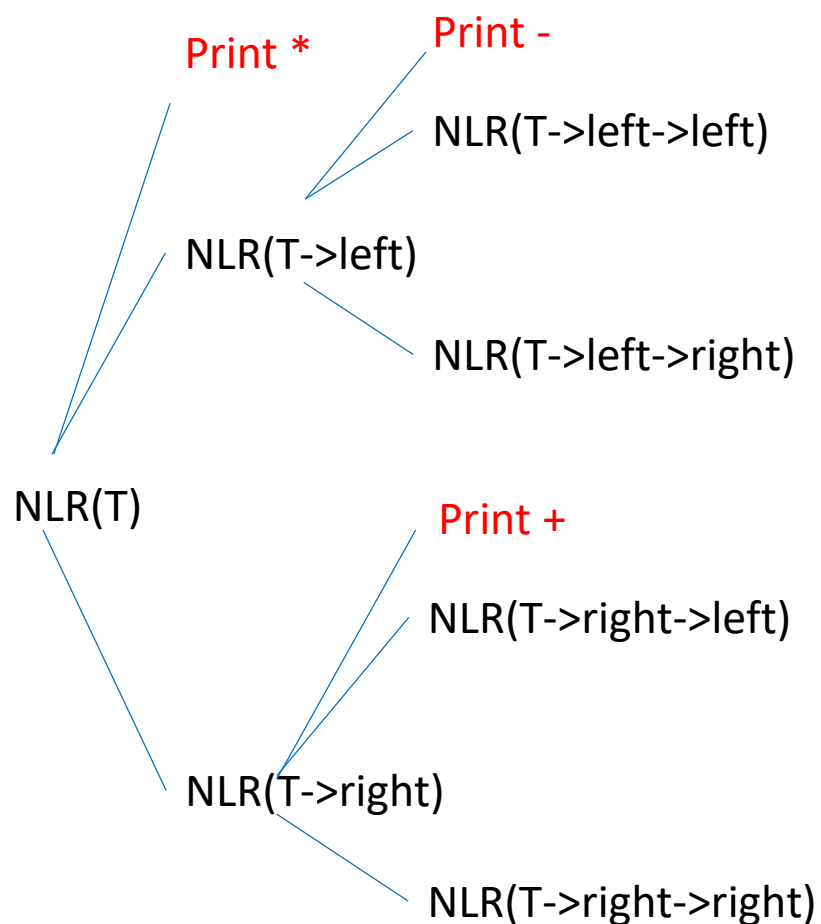 Print *
Print -
NLR(T->left->left)
NLR(T->left)
NLR(T->left->right)
NLR(T)
Print +
NLR(T->right->left)
NLR(T->right)
NLR(T->right->right)